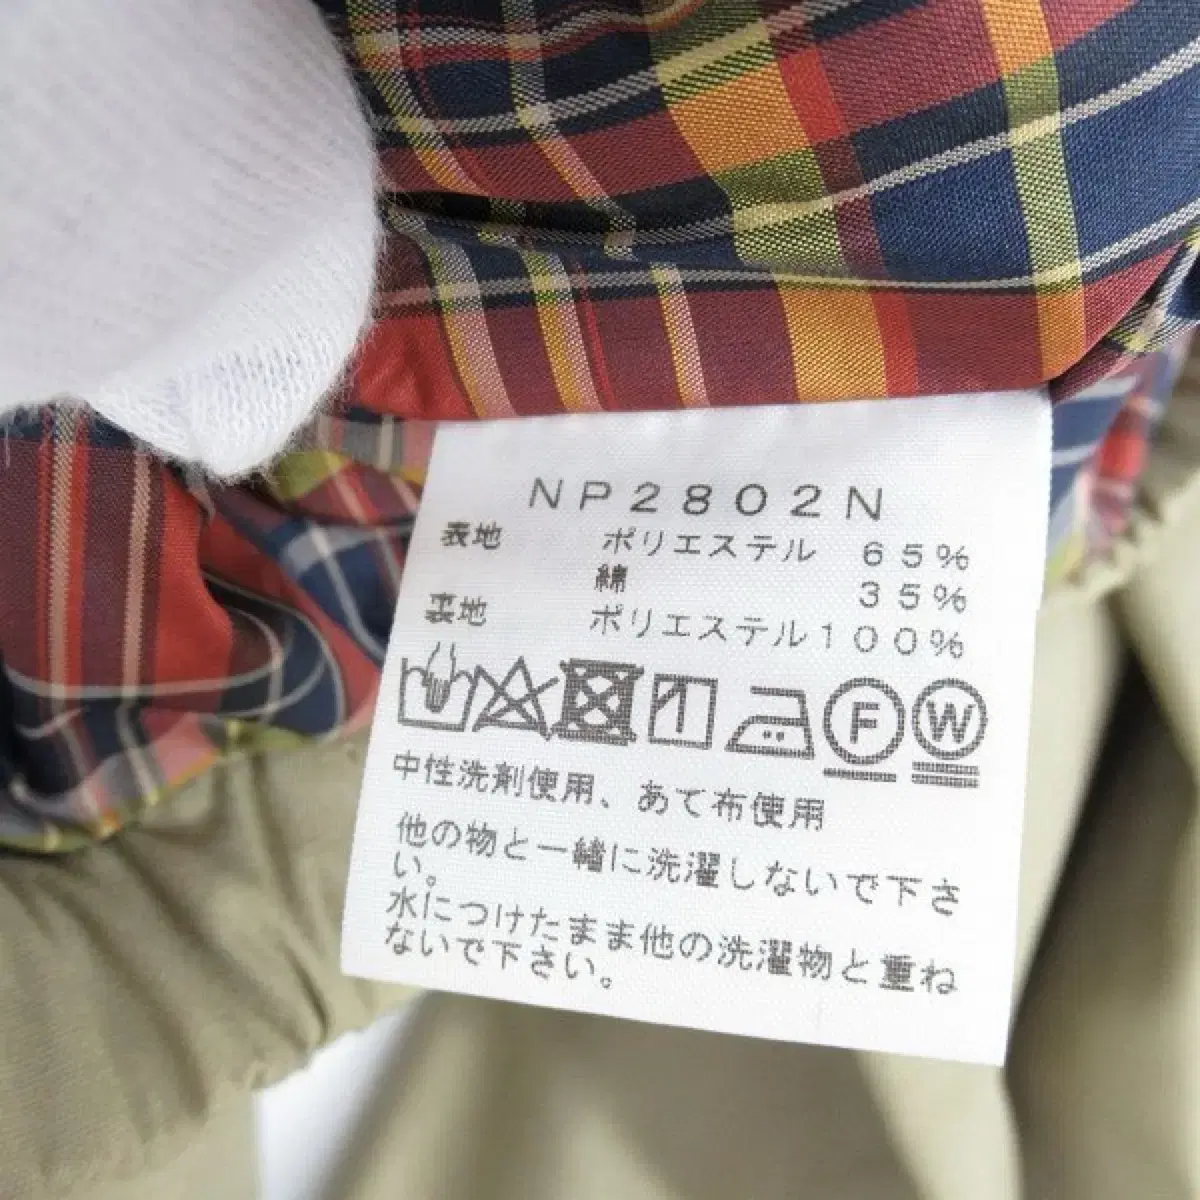 NP2802N
表地 ポリエステル 65%
綿 35%
裏地 ポリエステル100%
F W
中性洗剤使用、あて布使用
他の物と一緒に洗濯しないで下さ
い。
水につけたまま他の洗濯物と重ね
ないで下さい。